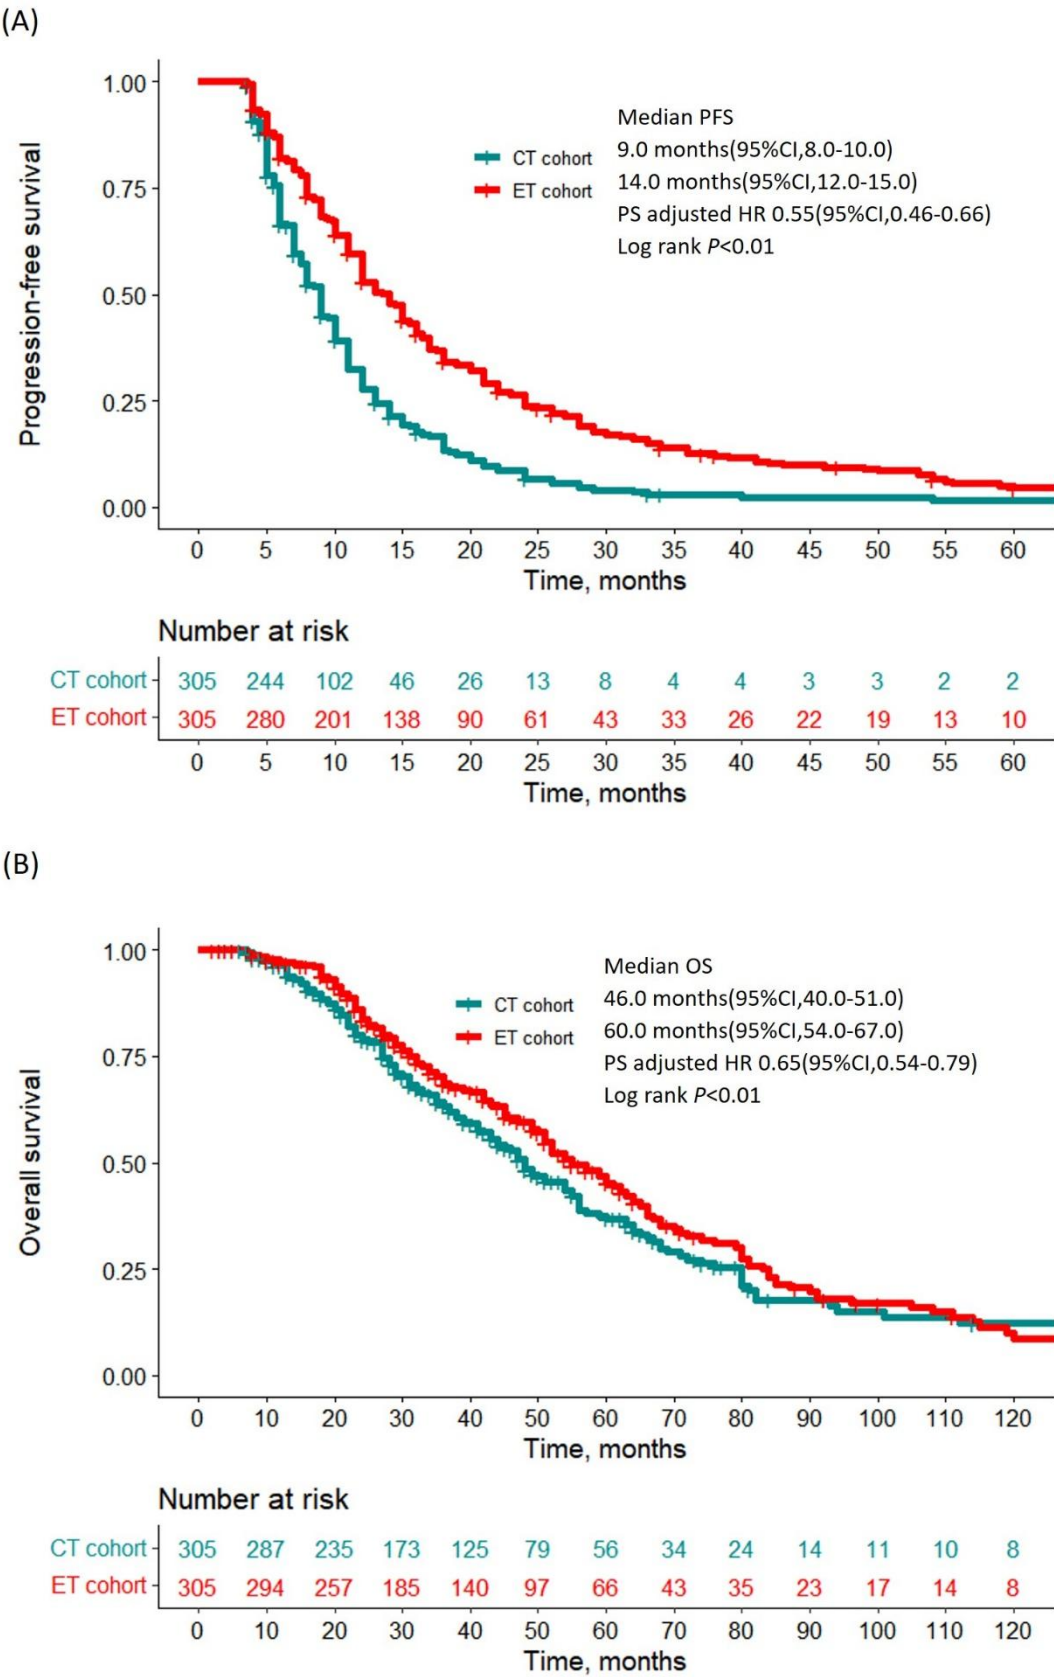 (A)
Progression-free survival
1.00
0.75
0.50
0.25
0.00
CT cohort
ET cohort
Median PFS
9.0 months(95%CI,8.0-10.0)
14.0 months(95%CI,12.0-15.0)
PS adjusted HR 0.55(95%CI,0.46-0.66)
Log rank P<0.01
0 5 10 15 20 25 30 35 40 45 50 55 60
Time, months
Number at risk
CT cohort 305 244 102 46 26 13 8 4 4 3 3 2 2
ET cohort 305 280 201 138 90 61 43 33 26 22 19 13 10
0 5 10 15 20 25 30 35 40 45 50 55 60
Time, months
(B)
Overall survival
1.00
0.75
0.50
0.25
0.00
CT cohort
ET cohort
Median OS
46.0 months(95%CI,40.0-51.0)
60.0 months(95%CI,54.0-67.0)
PS adjusted HR 0.65(95%CI,0.54-0.79)
Log rank P<0.01
0 10 20 30 40 50 60 70 80 90 100 110 120
Time, months
Number at risk
CT cohort 305 287 235 173 125 79 56 34 24 14 11 10 8
ET cohort 305 294 257 185 140 97 66 43 35 23 17 14 8
0 10 20 30 40 50 60 70 80 90 100 110 120
Time, months